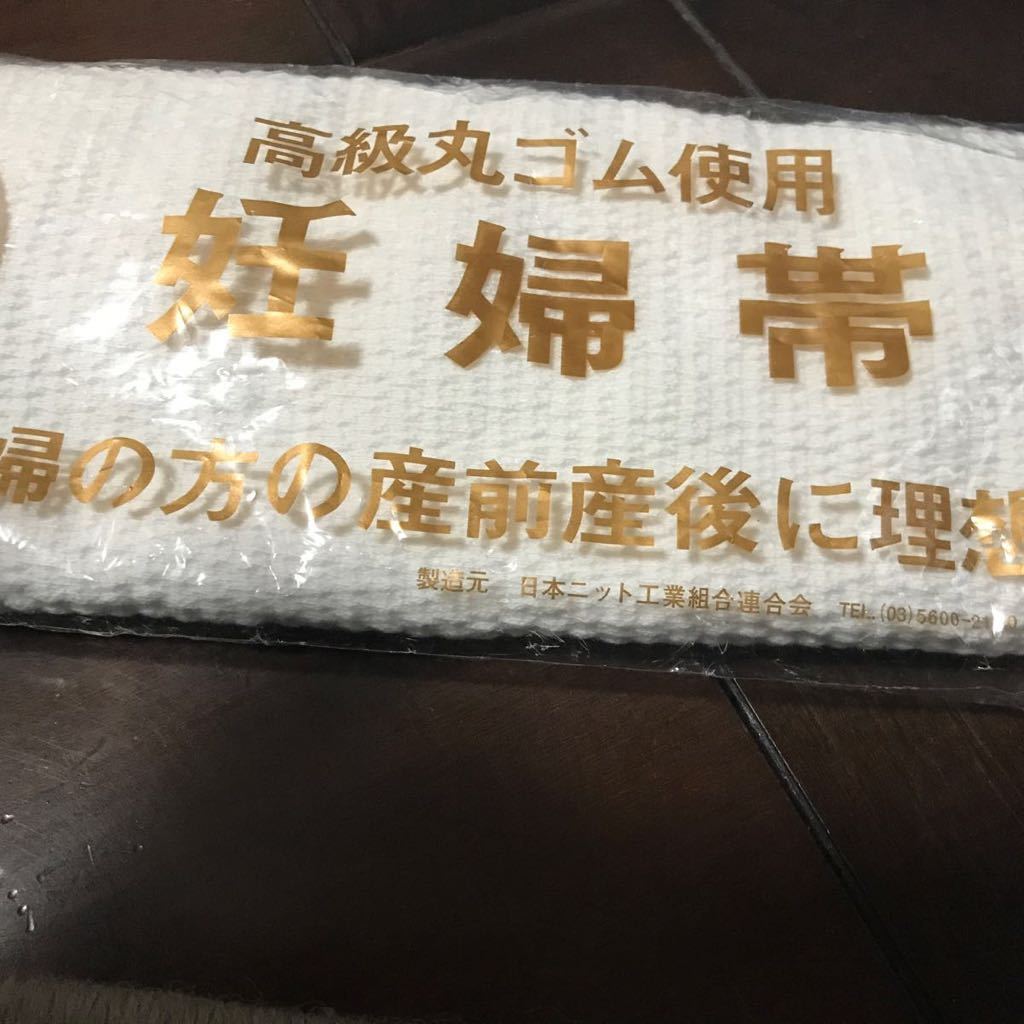 高級丸ゴム使用
妊婦帯
婦の方の産前産後に理想
製造元 日本ニット工業組合連合会 TEL.(03)5600-21